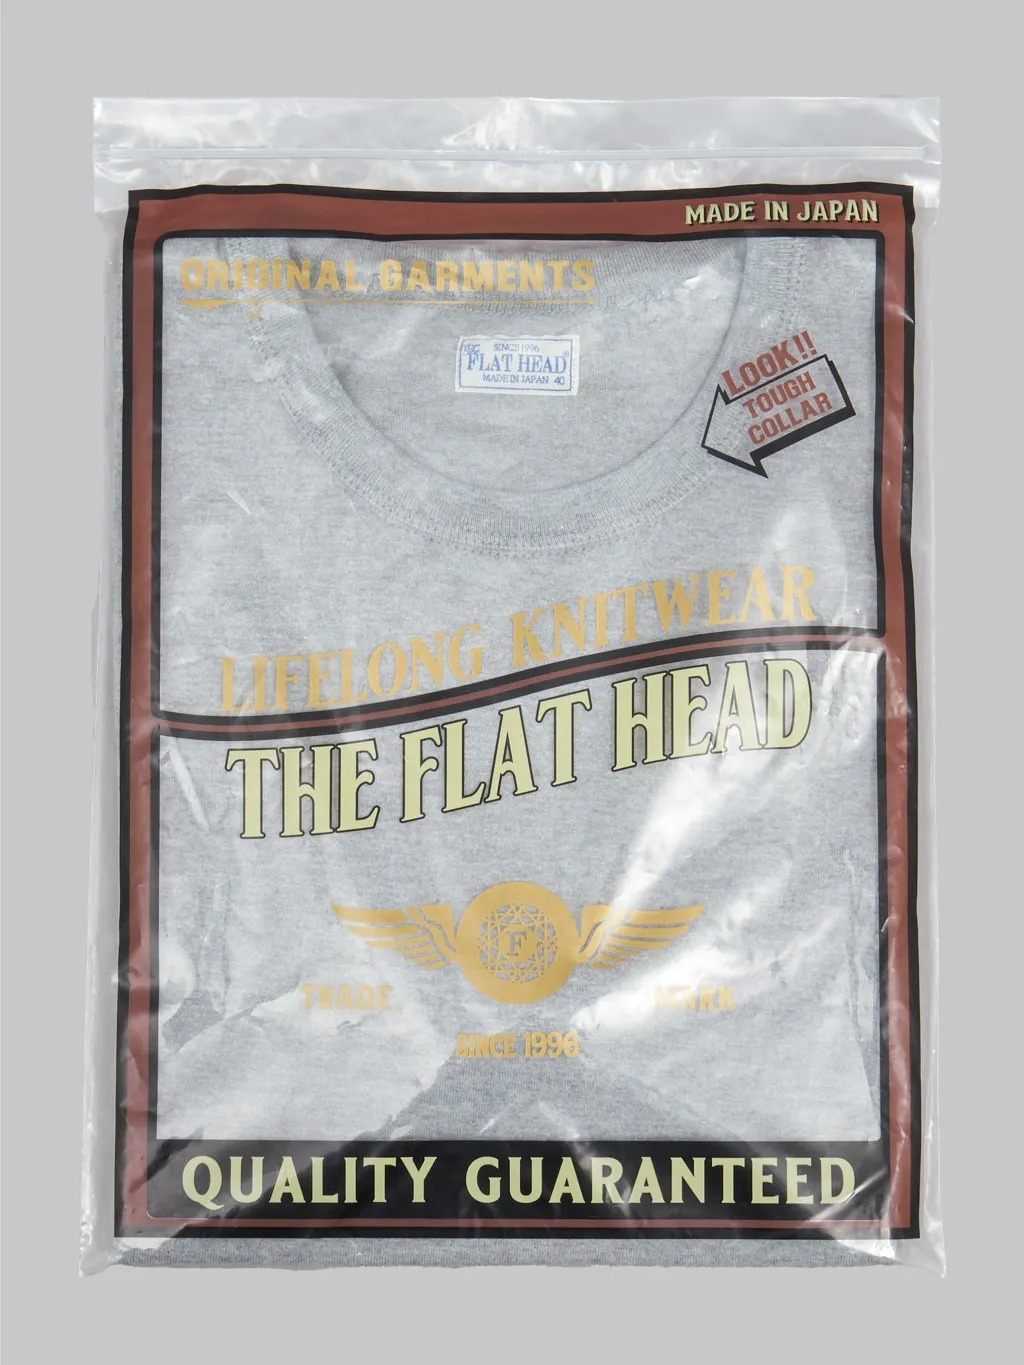 MADE IN JAPAN
ORIGINAL GARMENTS
SINCE 1996
The
FLAT HEAD®
MADE IN JAPAN 40
LOOK!!
TOUGH
COLLAR
LIFELONG KNITWEAR
THE FLAT HEAD
F
TRADE MARK
SINCE 1996
QUALITY GUARANTEED